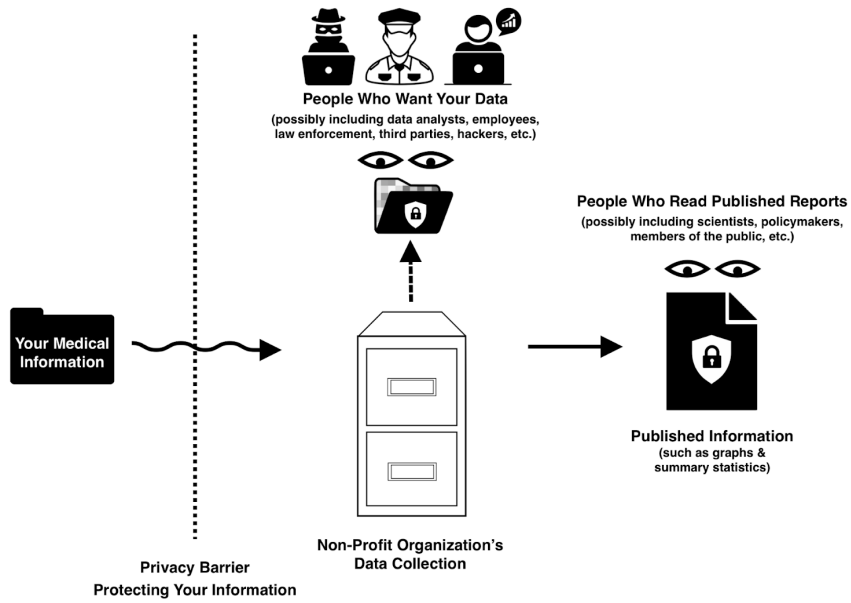 People Who Want Your Data
(possibly including data analysts, employees,
law enforcement, third parties, hackers, etc.)
People Who Read Published Reports
(possibly including scientists, policymakers,
members of the public, etc.)
Your Medical
Information
Published Information
(such as graphs &
summary statistics)
Non-Profit Organization's
Data Collection
Privacy Barrier
Protecting Your Information